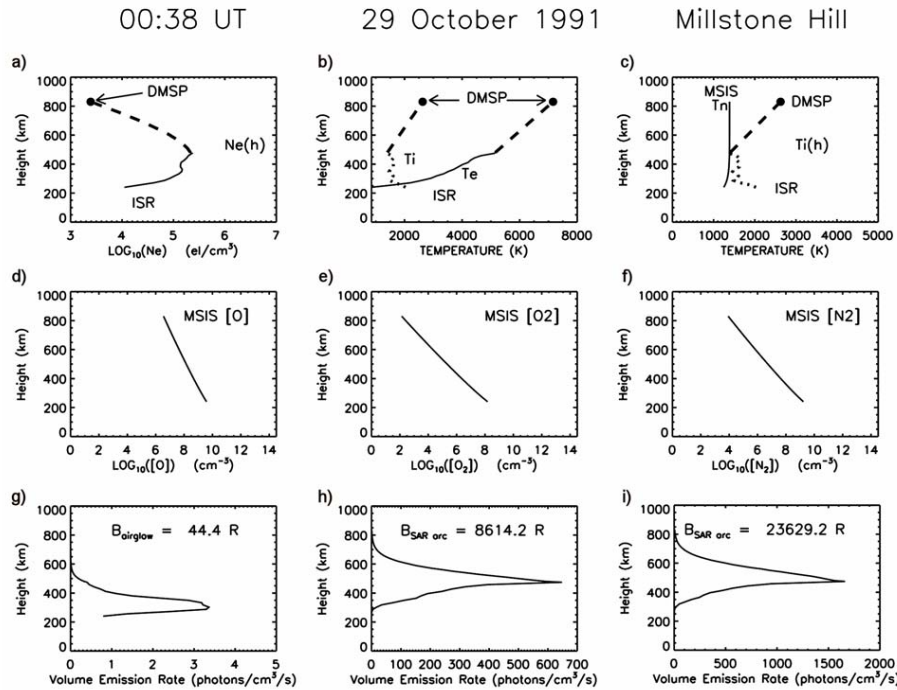 00:38 UT 29 October 1991 Millstone Hill
a) b) c)
1000 1000 1000
800 DMSP 800 DMSP 800 MSIS Tn DMSP
600 600 600
Height (km) Ne(h) Height (km) Ti Height (km) Ti(h)
400 400 Te 400
200 ISR 200 ISR 200 ISR
0 0 0
3 4 5 6 7 2000 4000 6000 8000 0 1000 2000 3000 4000 5000
LOG₁₀(Ne) (el/cm³) TEMPERATURE (K) TEMPERATURE (K)
d) e) f)
1000 1000 1000
800 MSIS [O] 800 MSIS [O2] 800 MSIS [N2]
600 600 600
Height (km) Height (km) Height (km)
400 400 400
200 200 200
0 0 0
0 2 4 6 8 10 12 14 0 2 4 6 8 10 12 14 0 2 4 6 8 10 12 14
LOG₁₀([O]) (cm⁻³) LOG₁₀([O₂]) (cm⁻³) LOG₁₀([N₂]) (cm⁻³)
g) h) i)
1000 1000 1000
B airglow = 44.4 R B SAR arc = 8614.2 R B SAR arc = 23629.2 R
800 800 800
600 600 600
Height (km) Height (km) Height (km)
400 400 400
200 200 200
0 0 0
0 1 2 3 4 5 0 100 200 300 400 500 600 700 0 500 1000 1500 2000
Volume Emission Rate (photons/cm³/s) Volume Emission Rate (photons/cm³/s) Volume Emission Rate (photons/cm³/s)